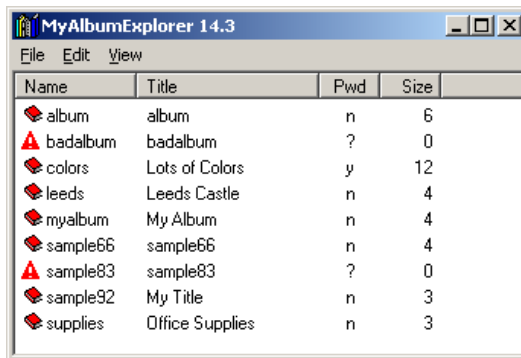 MyAlbumExplorer 14.3
File Edit View
Name Title Pwd Size
album album n 6
badalbum badalbum ? 0
colors Lots of Colors y 12
leeds Leeds Castle n 4
myalbum My Album n 4
sample66 sample66 n 4
sample83 sample83 ? 0
sample92 My Title n 3
supplies Office Supplies n 3